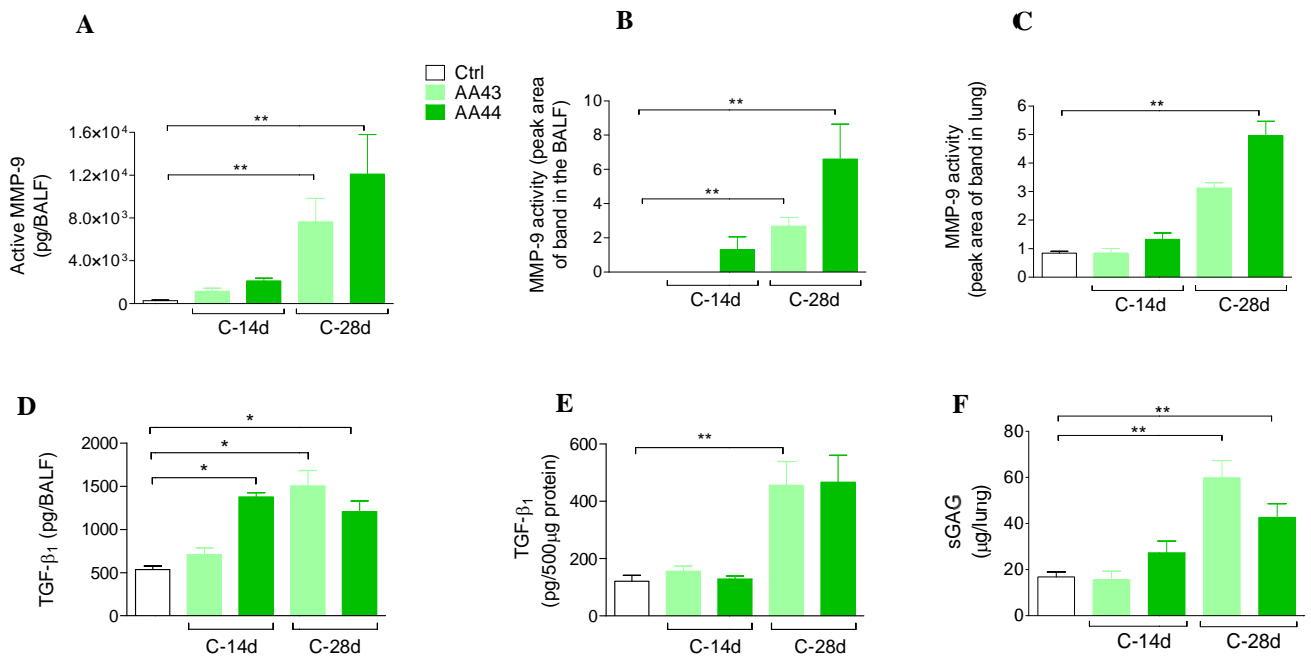 A
Active MMP-9
(pg/BALF)
1.6×10⁴
1.2×10⁴
8.0×10³
4.0×10³
0
**
**
C-14d
C-28d
Ctrl
AA43
AA44
B
MMP-9 activity (peak area
of band in the BALF)
10
8
6
4
2
0
**
**
C-14d
C-28d
C
MMP-9 activity
(peak area of band in lung)
6
5
4
3
2
1
0
**
C-14d
C-28d
D
TGF-β₁ (pg/BALF)
2000
1500
1000
500
0
*
*
*
C-14d
C-28d
E
TGF-β₁
(pg/500µg protein)
600
400
200
0
**
C-14d
C-28d
F
sGAG
(µg/lung)
80
60
40
20
0
**
**
C-14d
C-28d